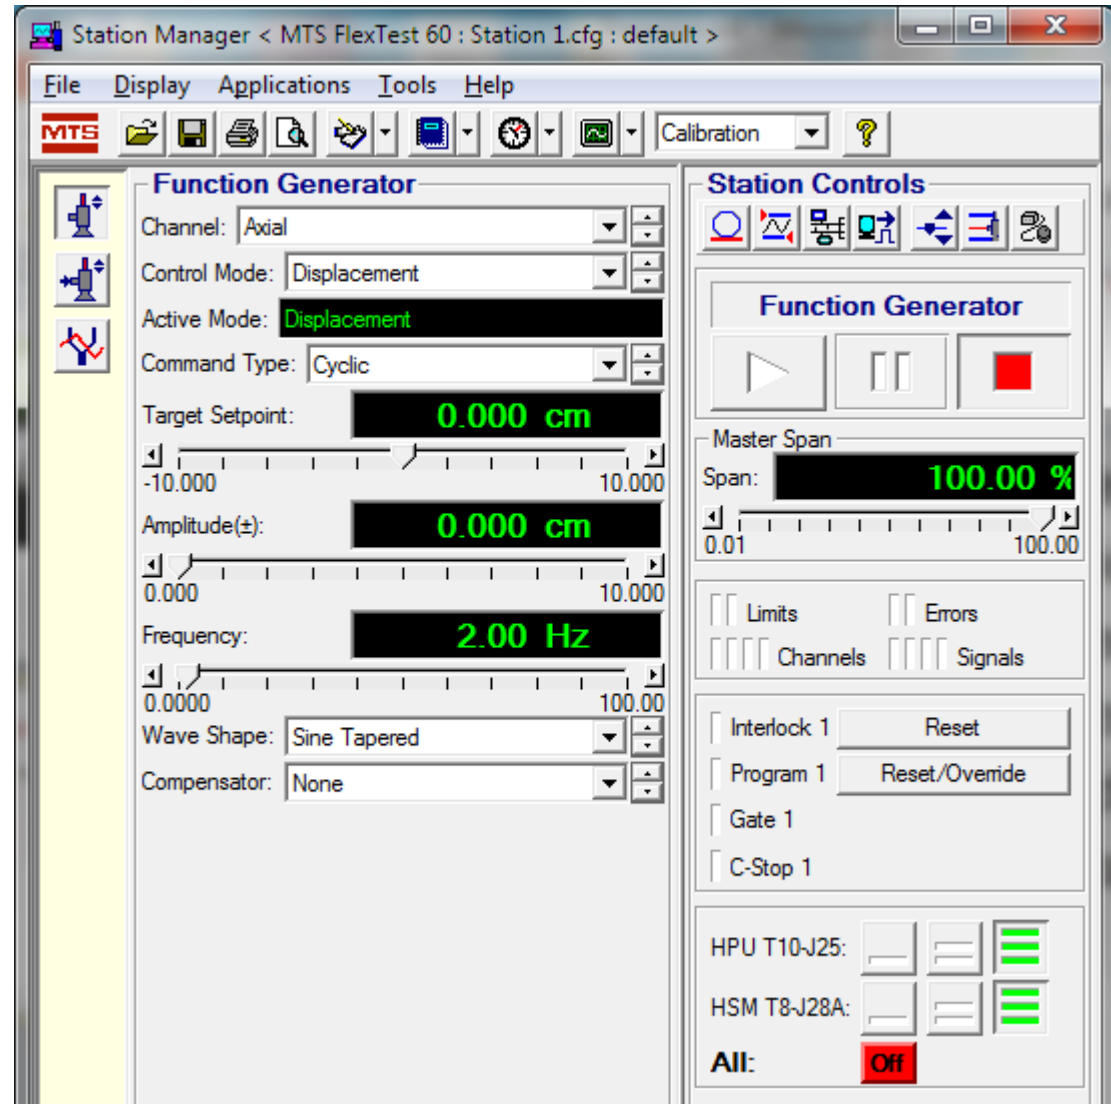 Station Manager < MTS FlexTest 60 : Station 1.cfg : default >
File Display Applications Tools Help
MTS Calibration
Function Generator
Channel: Axial
Control Mode: Displacement
Active Mode: Displacement
Command Type: Cyclic
Target Setpoint: 0.000 cm
-10.000 10.000
Amplitude(±): 0.000 cm
0.000 10.000
Frequency: 2.00 Hz
0.0000 100.00
Wave Shape: Sine Tapered
Compensator: None
Station Controls
Function Generator
Master Span
Span: 100.00 %
0.01 100.00
Limits Errors
Channels Signals
Interlock 1 Reset
Program 1 Reset/Override
Gate 1
C-Stop 1
HPU T10-J25:
HSM T8-J28A:
All: Off